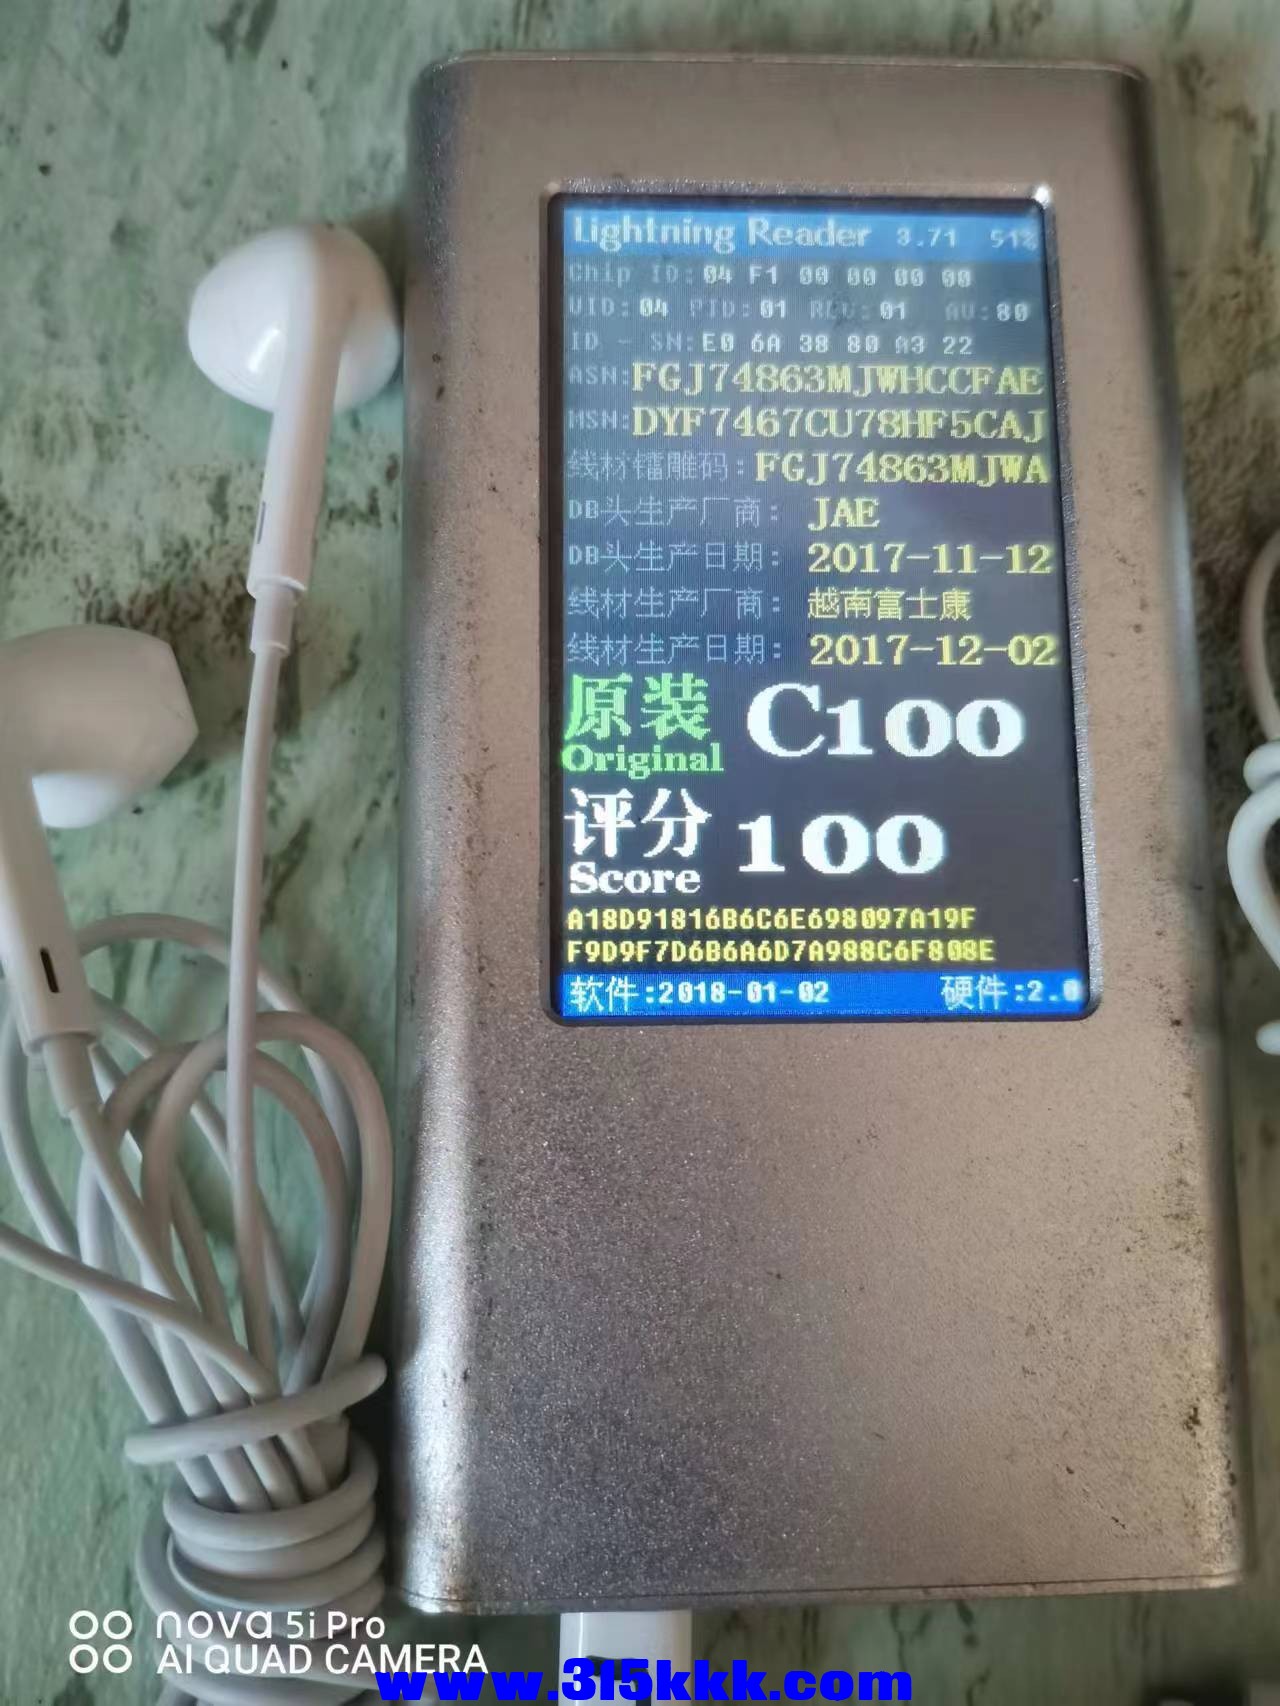 Lightning Reader 3.71 51%
Chip ID: 04 F1 00 00 00 00
VID: 04 PID: 01 REV: 01 AV: 80
ID - SN: E0 6A 38 80 A3 22
ASN: FGJ74863MJWHCCFAE
MSN: DYF7467CU78HF5CAJ
线材镭雕码: FGJ74863MJWA
DB头生产厂商: JAE
DB头生产日期: 2017-11-12
线材生产厂商: 越南富士康
线材生产日期: 2017-12-02
原装 C100
Original
评分 100
Score
A18D91816B6C6E698097A19F
F9D9F7D6B6A6D7A988C6F808E
软件:2018-01-02 硬件:2.0
nova 5i Pro
AI QUAD CAMERA
www.315kkk.com